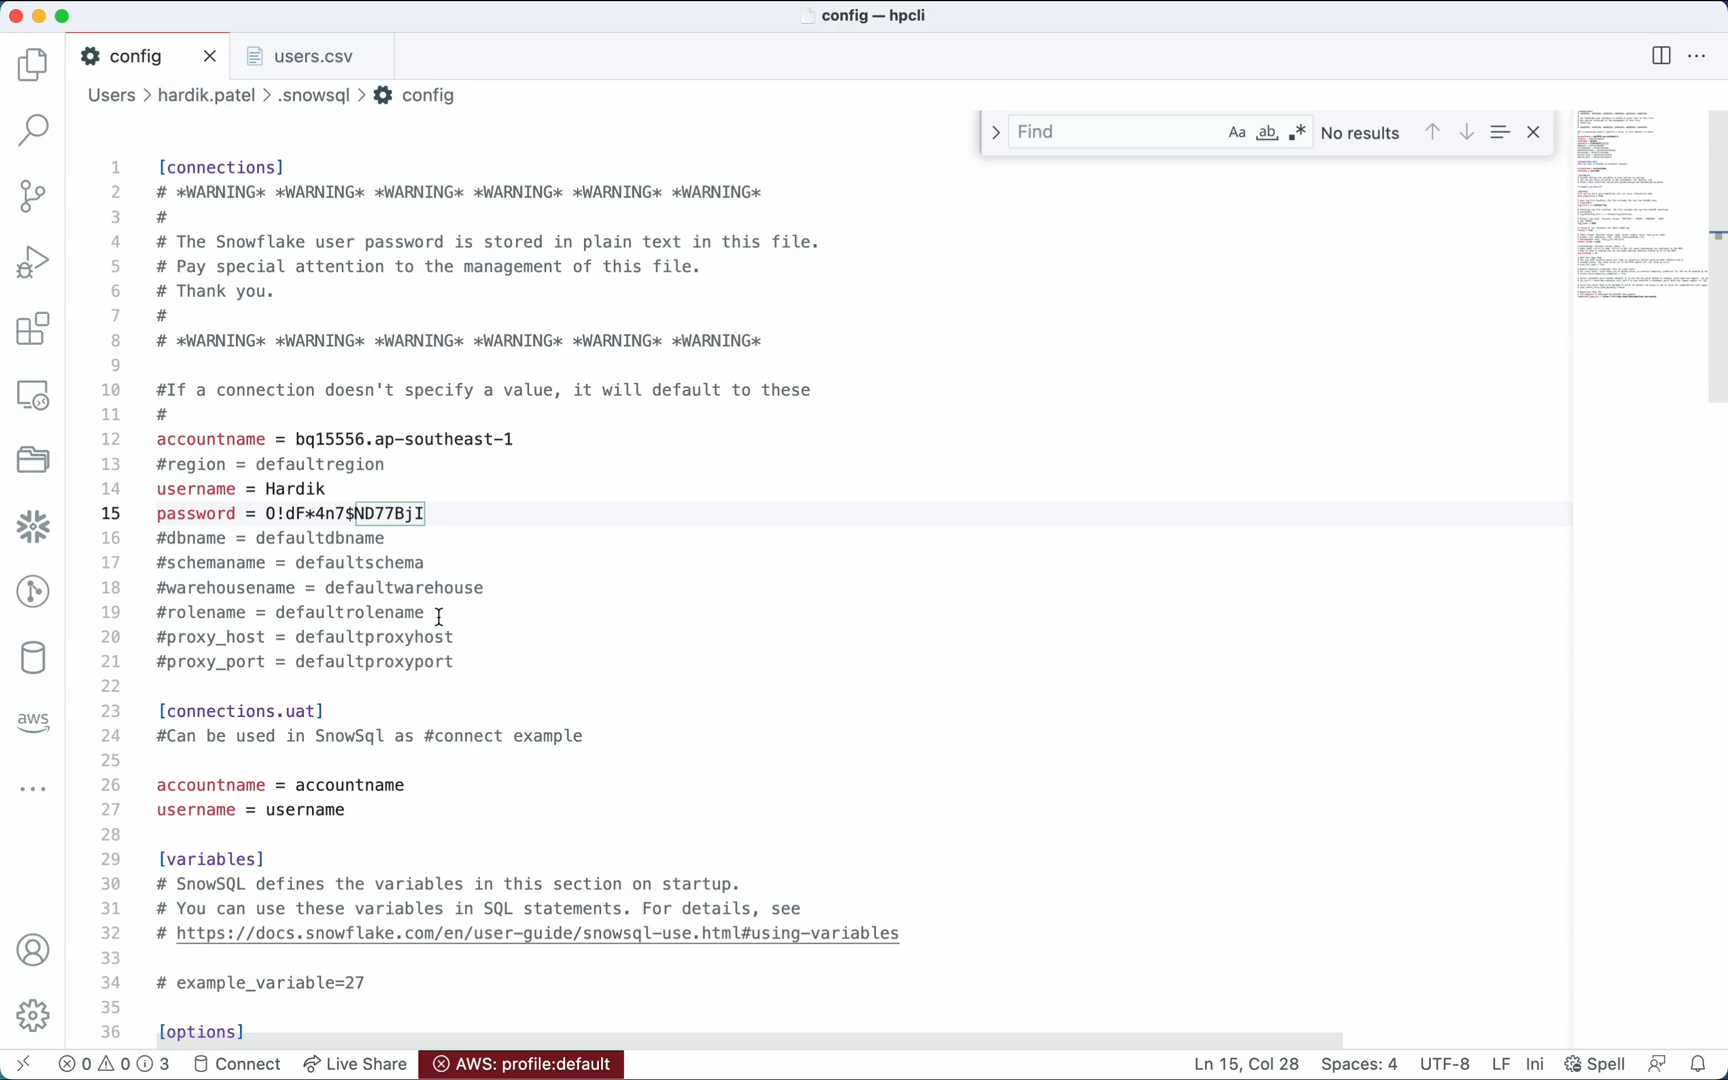 config — hpcli
config
users.csv
Users > hardik.patel > .snowsql > config
Find
Aa
ab
No results
1 [connections]
2 # *WARNING* *WARNING* *WARNING* *WARNING* *WARNING* *WARNING*
3 #
4 # The Snowflake user password is stored in plain text in this file.
5 # Pay special attention to the management of this file.
6 # Thank you.
7 #
8 # *WARNING* *WARNING* *WARNING* *WARNING* *WARNING* *WARNING*
9
10 #If a connection doesn't specify a value, it will default to these
11 #
12 accountname = bq15556.ap-southeast-1
13 #region = defaultregion
14 username = Hardik
15 password = O!dF*4n7$ND77BjI
16 #dbname = defaultdbname
17 #schemaname = defaultschema
18 #warehousename = defaultwarehouse
19 #rolename = defaultrolename
20 #proxy_host = defaultproxyhost
21 #proxy_port = defaultproxyport
22
23 [connections.uat]
24 #Can be used in SnowSql as #connect example
25
26 accountname = accountname
27 username = username
28
29 [variables]
30 # SnowSQL defines the variables in this section on startup.
31 # You can use these variables in SQL statements. For details, see
32 # https://docs.snowflake.com/en/user-guide/snowsql-use.html#using-variables
33
34 # example_variable=27
35
36 [options]
aws
0 0 3 Connect Live Share AWS: profile:default Ln 15, Col 28 Spaces: 4 UTF-8 LF Ini Spell